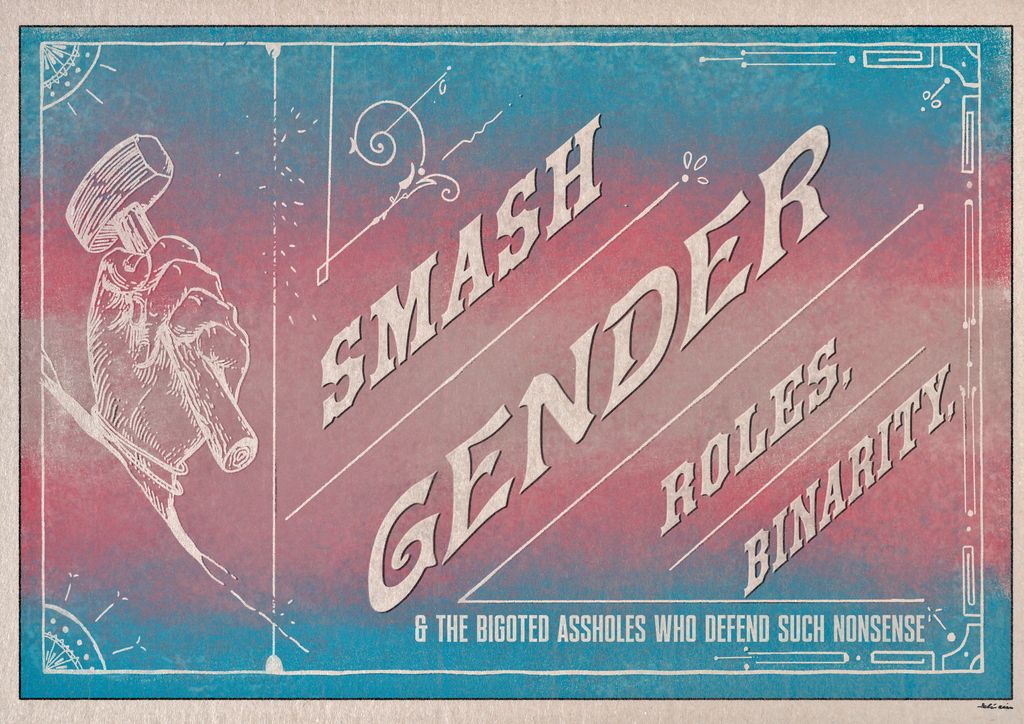 SMASH
GENDER
ROLES,
BINARITY,
& THE BIGOTED ASSHOLES WHO DEFEND SUCH NONSENSE